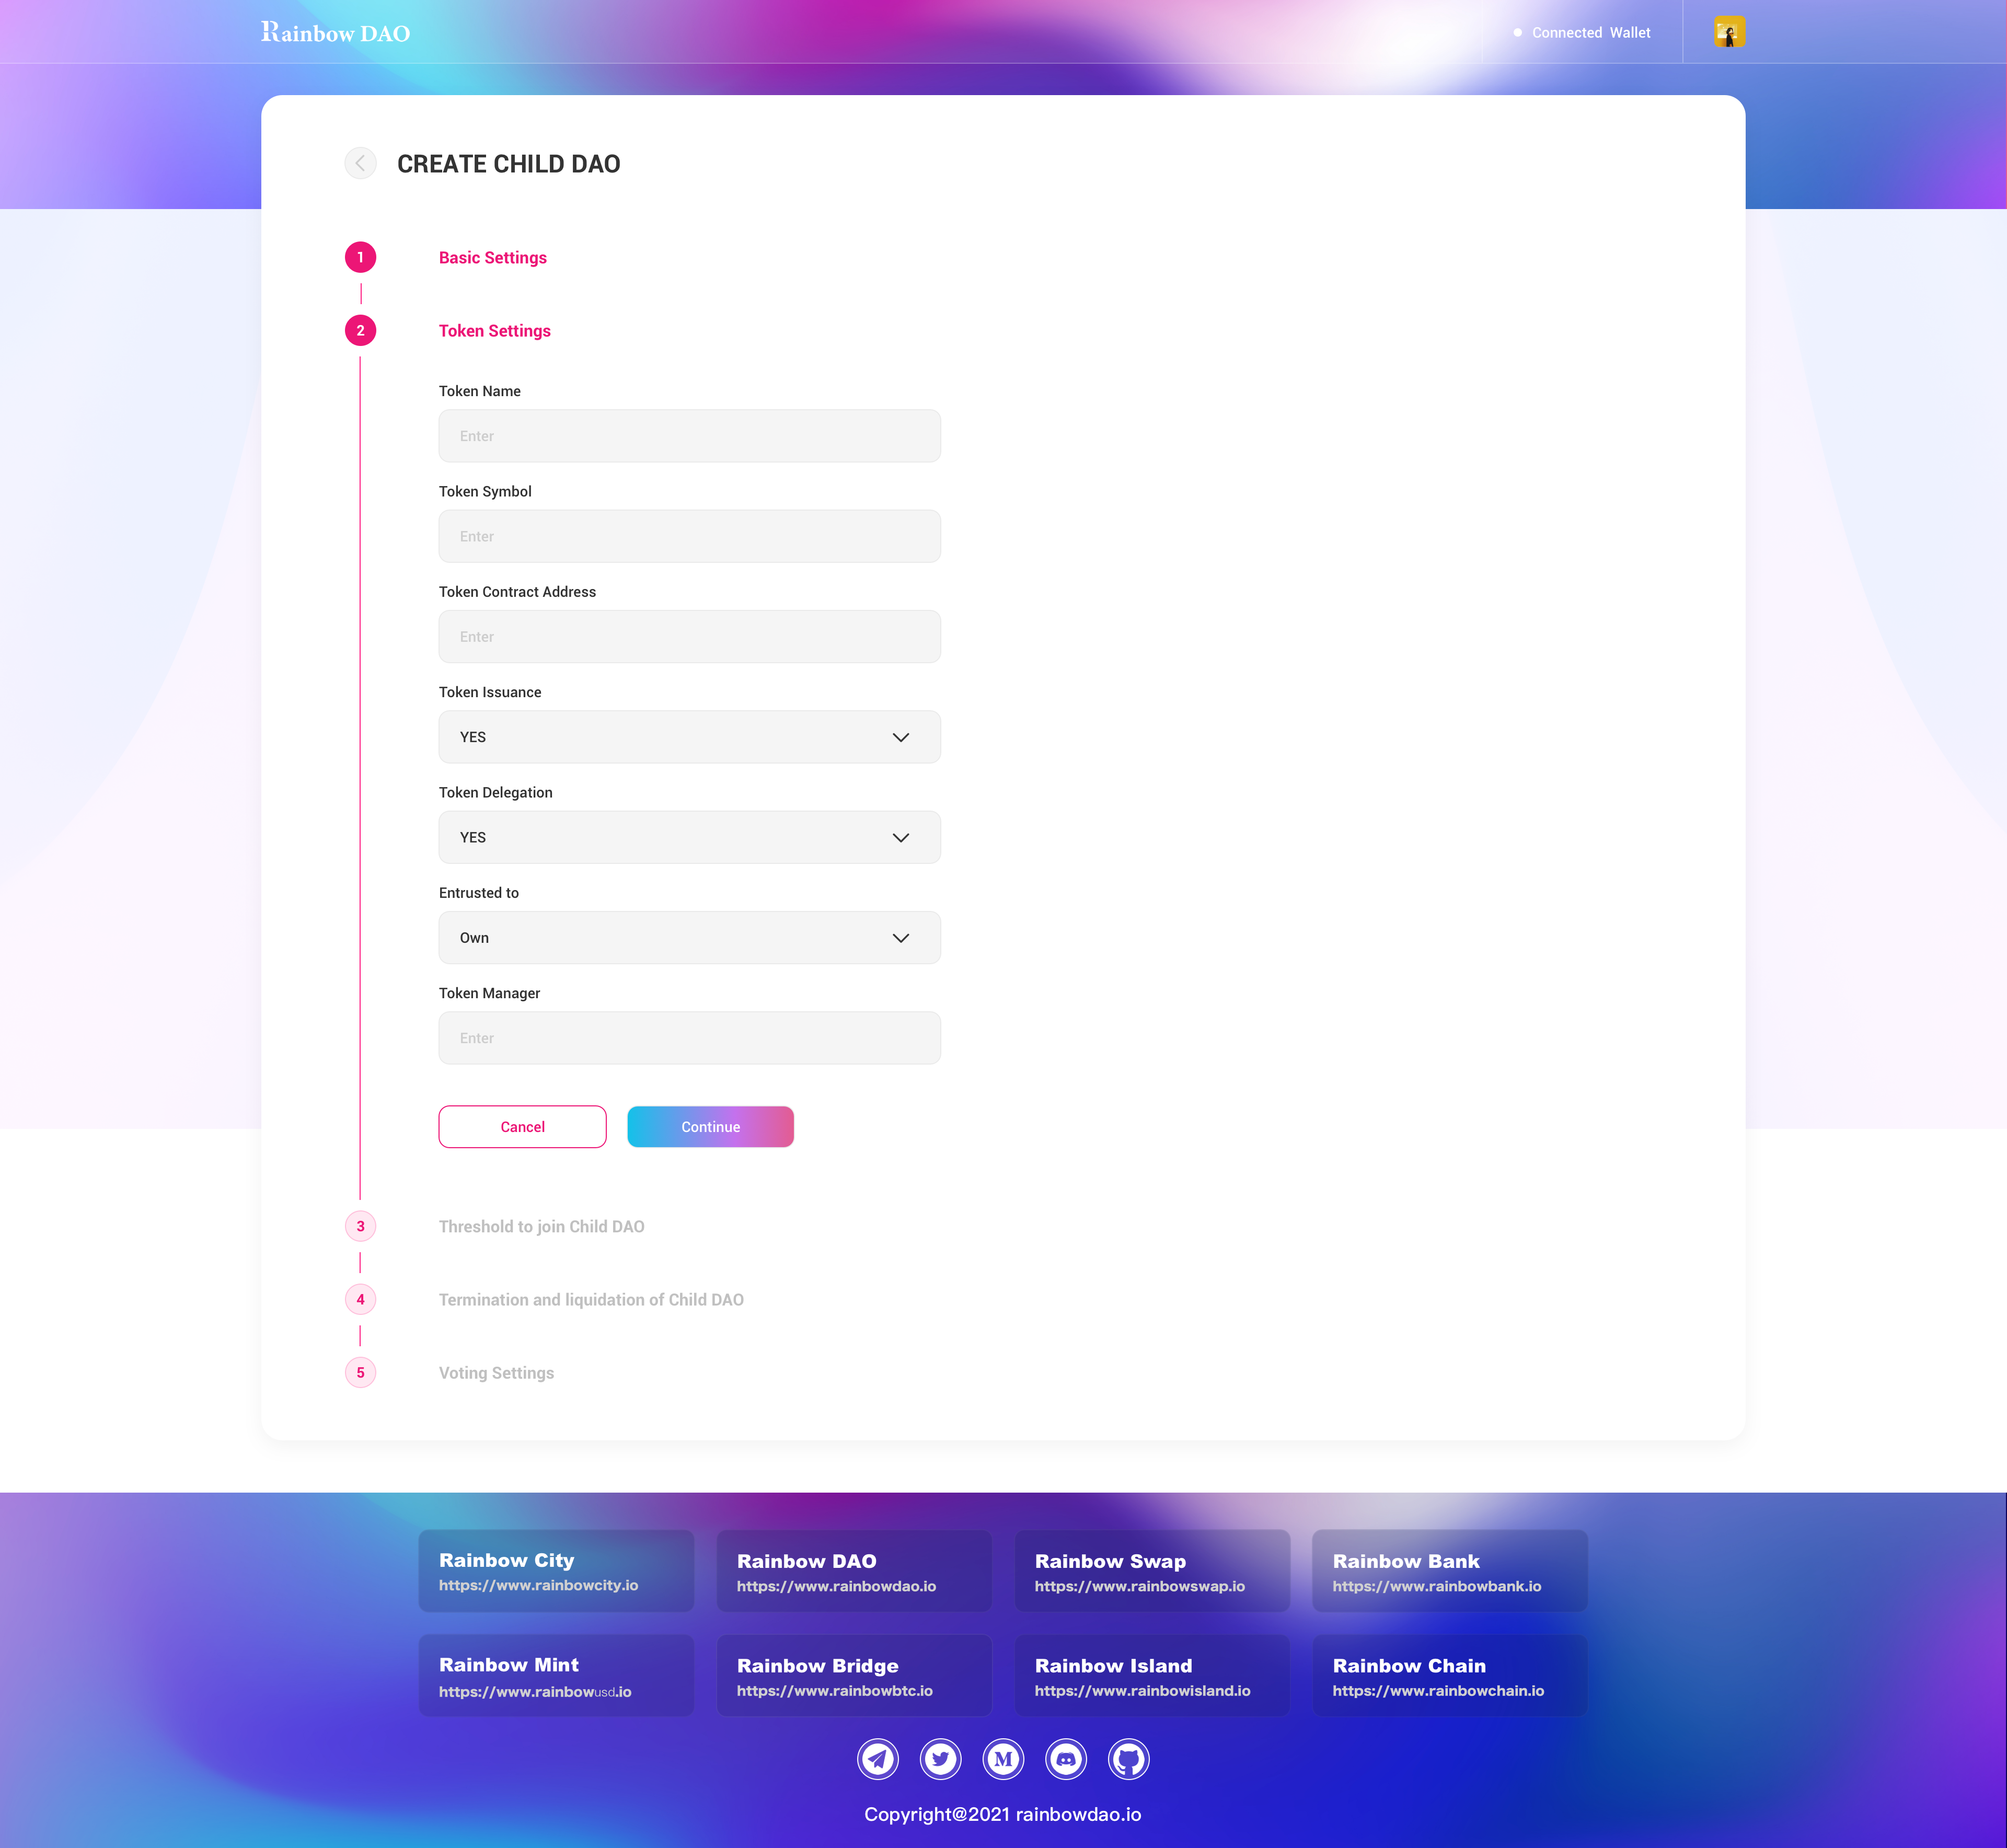 Rainbow DAO
Connected Wallet
CREATE CHILD DAO
1
Basic Settings
2
Token Settings
Token Name
Enter
Token Symbol
Enter
Token Contract Address
Enter
Token Issuance
YES
Token Delegation
YES
Entrusted to
Own
Token Manager
Enter
Cancel
Continue
3
Threshold to join Child DAO
4
Termination and liquidation of Child DAO
5
Voting Settings
Rainbow City
https://www.rainbowcity.io
Rainbow DAO
https://www.rainbowdao.io
Rainbow Swap
https://www.rainbowswap.io
Rainbow Bank
https://www.rainbowbank.io
Rainbow Mint
https://www.rainbowusd.io
Rainbow Bridge
https://www.rainbowbtc.io
Rainbow Island
https://www.rainbowisland.io
Rainbow Chain
https://www.rainbowchain.io
M
Copyright@2021 rainbowdao.io